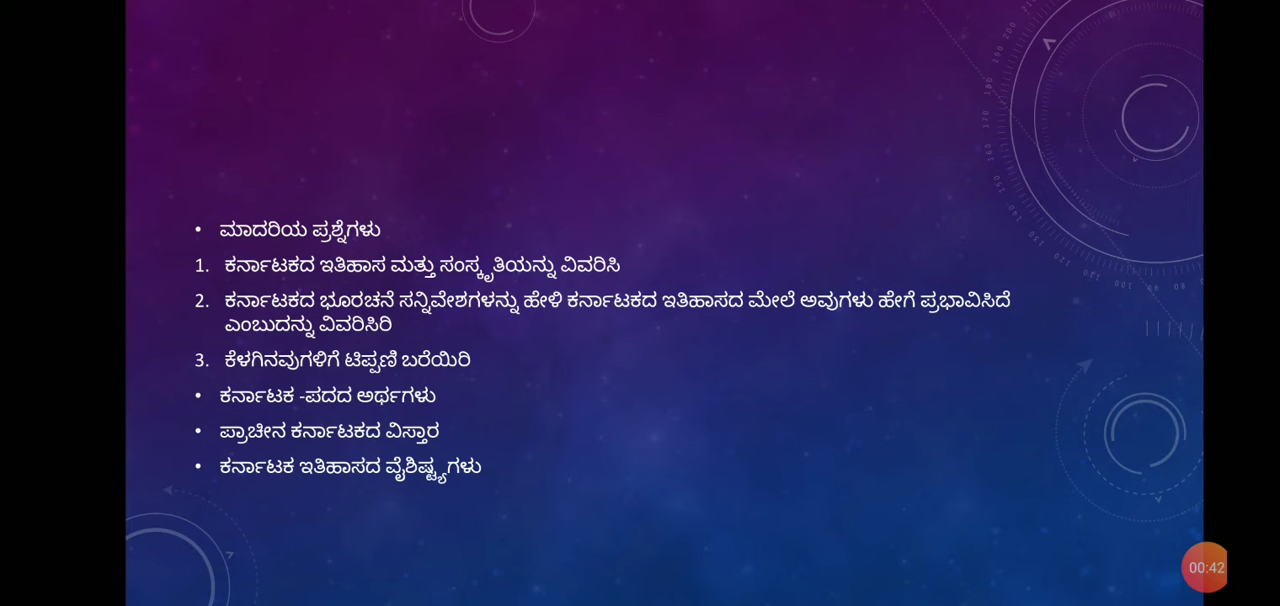 • ಮಾದರಿಯ ಪ್ರಶ್ನೆಗಳು
1. ಕರ್ನಾಟಕದ ಇತಿಹಾಸ ಮತ್ತು ಸಂಸ್ಕೃತಿಯನ್ನು ವಿವರಿಸಿ
2. ಕರ್ನಾಟಕದ ಭೂರಚನೆ ಸನ್ನಿವೇಶಗಳನ್ನು ಹೇಳಿ ಕರ್ನಾಟಕದ ಇತಿಹಾಸದ ಮೇಲೆ ಅವುಗಳು ಹೇಗೆ ಪ್ರಭಾವಿಸಿದೆ
ಎಂಬುದನ್ನು ವಿವರಿಸಿರಿ
3. ಕೆಳಗಿನವುಗಳಿಗೆ ಟಿಪ್ಪಣಿ ಬರೆಯಿರಿ
• ಕರ್ನಾಟಕ -ಪದದ ಅರ್ಥಗಳು
• ಪ್ರಾಚೀನ ಕರ್ನಾಟಕದ ವಿಸ್ತಾರ
• ಕರ್ನಾಟಕ ಇತಿಹಾಸದ ವೈಶಿಷ್ಟ್ಯಗಳು
00:42